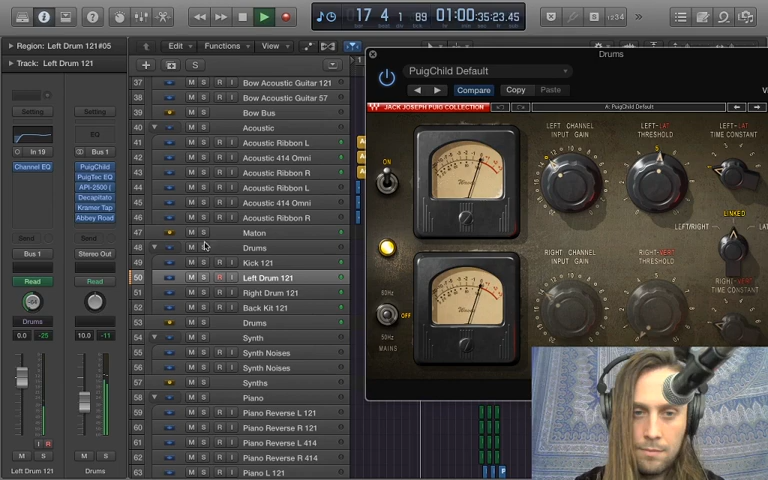 17 4 1 89
01:00:35:23.45
1234
Region: Left Drum 121#05
Track: Left Drum 121
Edit
Functions
View
S
Drums
PuigChild Default
Compare
Copy
Paste
JACK JOSEPH PUIG COLLECTION
A: PuigChild Default
37 M S R I Bow Acoustic Guitar 121
38 M S R I Bow Acoustic Guitar 57
39 M S Bow Bus
40 M S Acoustic
41 M S R I Acoustic Ribbon L
42 M S R I Acoustic 414 Omni
43 M S R I Acoustic Ribbon R
44 M S R I Acoustic Ribbon L
45 M S R I Acoustic 414 Omni
46 M S R I Acoustic Ribbon R
47 M S Maton
48 M S Drums
49 M S R I Kick 121
50 M S R I Left Drum 121
51 M S R I Right Drum 121
52 M S R I Back Kit 121
53 M S Drums
54 M S Synth
55 M S R I Synth Noises
56 M S R I Synth Noises
57 M S Synths
58 M S Piano
59 M S R I Piano Reverse L 121
60 M S R I Piano Reverse R 121
61 M S R I Piano Reverse L 414
62 M S R I Piano Reverse R 414
63 M S R I Piano L 121
Setting
Setting
EQ
In 19
Bus 1
Channel EQ
PuigChild
PuigTec EQ
API-2500 (
Decapitato
Kramer Tap
Abbey Road
Send
Send
Bus 1
Stereo Out
Read
Read
-64
Drums
0.0 -25
10.0 -11
I R
M S
M S
Left Drum 121
Drums
ON
LEFT CHANNEL
INPUT GAIN
LEFT-LAT
THRESHOLD
LEFT-LAT
TIME CONSTANT
LINKED
LEFT/RIGHT
RIGHT CHANNEL
INPUT GAIN
RIGHT-VERT
THRESHOLD
RIGHT-VERT
TIME CONSTANT
60Hz
OFF
50Hz
MAINS